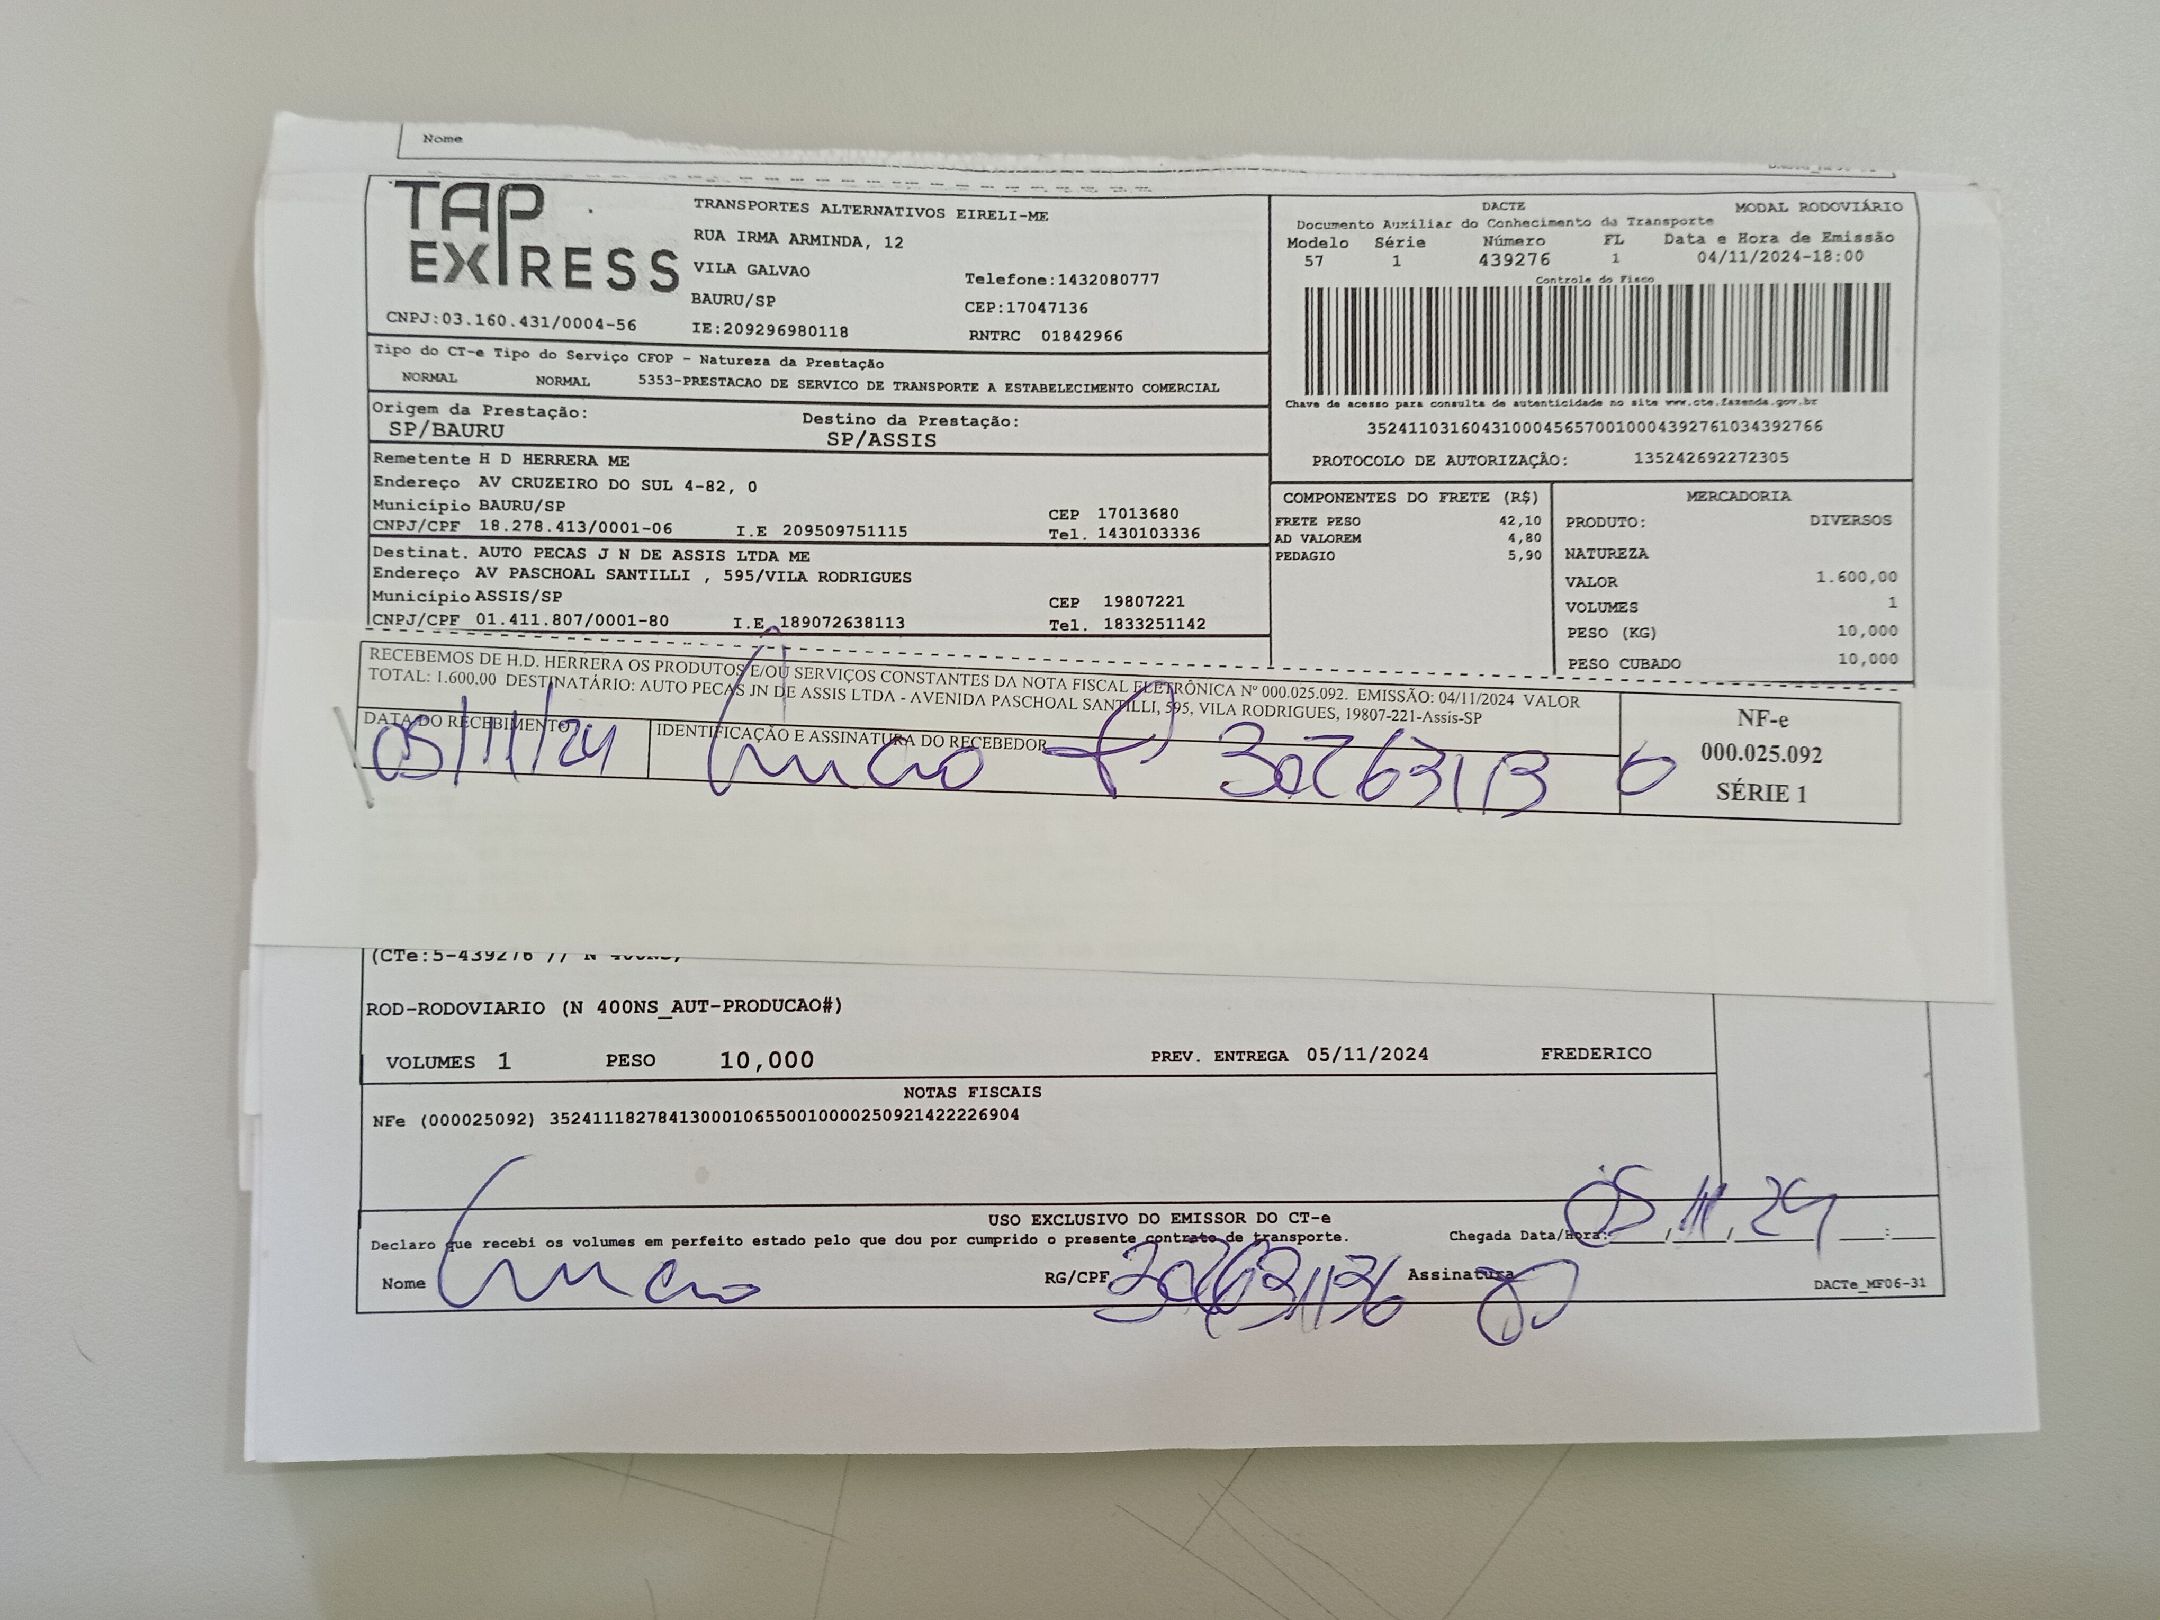 Nome
TAP EXPRESS
TRANSPORTES ALTERNATIVOS EIRELI-ME
RUA IRMA ARMINDA, 12
VILA GALVAO
Telefone:1432080777
BAURU/SP
CEP:17047136
CNPJ:03.160.431/0004-56
IE:209296980118
RNTRC 01842966
DACTE
MODAL RODOVIÁRIO
Documento Auxiliar do Conhecimento de Transporte
Modelo Série Número FL Data e Hora de Emissão
57 1 439276 1 04/11/2024-18:00
Controle do Fisco
Chave de acesso para consulta de autenticidade no site www.cte.fazenda.gov.br
35241103160431000456570010004392761034392766
PROTOCOLO DE AUTORIZAÇÃO: 135242692272305
Tipo do CT-e Tipo do Serviço CFOP - Natureza da Prestação
NORMAL NORMAL 5353-PRESTACAO DE SERVICO DE TRANSPORTE A ESTABELECIMENTO COMERCIAL
Origem da Prestação: Destino da Prestação:
SP/BAURU SP/ASSIS
Remetente H D HERRERA ME
Endereço AV CRUZEIRO DO SUL 4-82, 0
Município BAURU/SP CEP 17013680
CNPJ/CPF 18.278.413/0001-06 I.E 209509751115 Tel. 1430103336
Destinat. AUTO PECAS J N DE ASSIS LTDA ME
Endereço AV PASCHOAL SANTILLI , 595/VILA RODRIGUES
Município ASSIS/SP CEP 19807221
CNPJ/CPF 01.411.807/0001-80 I.E 189072638113 Tel. 1833251142
COMPONENTES DO FRETE (R$)
FRETE PESO 42,10
AD VALOREM 4,80
PEDAGIO 5,90
MERCADORIA
PRODUTO: DIVERSOS
NATUREZA
VALOR 1.600,00
VOLUMES 1
PESO (KG) 10,000
PESO CUBADO 10,000
RECEBEMOS DE H.D. HERRERA OS PRODUTOS E/OU SERVIÇOS CONSTANTES DA NOTA FISCAL ELETRÔNICA Nº 000.025.092. EMISSÃO: 04/11/2024 VALOR
TOTAL: 1.600,00 DESTINATÁRIO: AUTO PECAS JN DE ASSIS LTDA - AVENIDA PASCHOAL SANTILLI, 595, VILA RODRIGUES, 19807-221-Assis-SP
DATA DO RECEBIMENTO
IDENTIFICAÇÃO E ASSINATURA DO RECEBEDOR
05/11/24
307631136
NF-e
000.025.092
SÉRIE 1
(CTe:5-439276 // N 400NS)
ROD-RODOVIARIO (N 400NS_AUT-PRODUCAO#)
VOLUMES 1 PESO 10,000 PREV. ENTREGA 05/11/2024 FREDERICO
NOTAS FISCAIS
NFe (000025092) 35241118278413000106550010000250921422226904
USO EXCLUSIVO DO EMISSOR DO CT-e
Declaro que recebi os volumes em perfeito estado pelo que dou por cumprido o presente contrato de transporte.
Chegada Data/Hora: 05/11/24
Nome
RG/CPF 307631136
Assinatura
DACTe_MF06-31